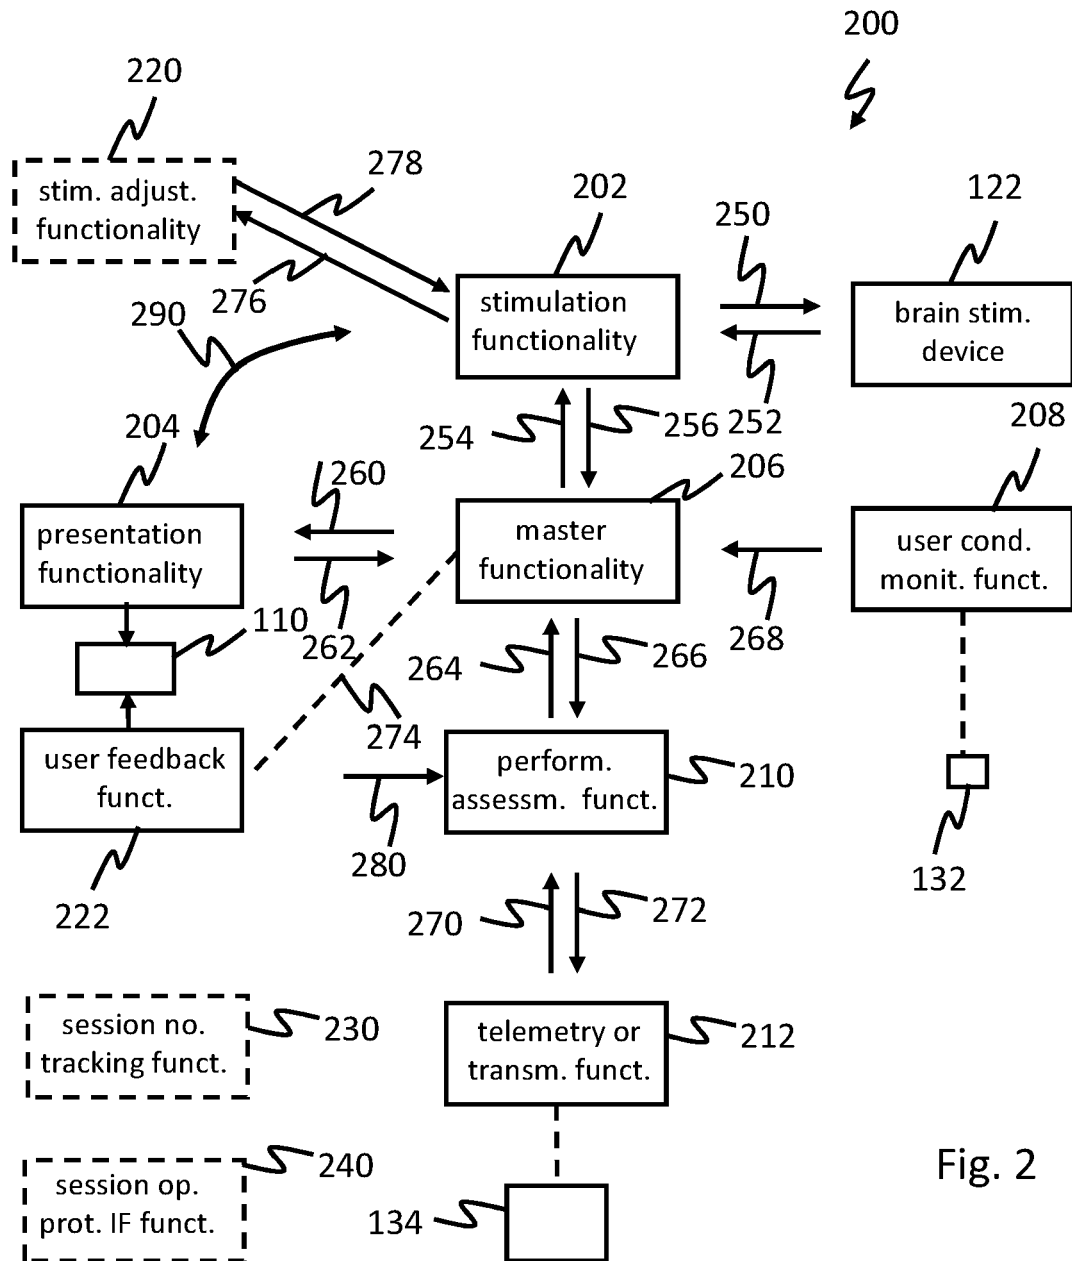 200
220
278
stim. adjust.
functionality
202
250
122
276
stimulation
functionality
brain stim.
device
290
254
256
252
208
204
260
206
presentation
functionality
master
functionality
user cond.
monit. funct.
110
262
264
266
268
274
user feedback
funct.
perform.
assessm. funct.
210
280
132
222
270
272
session no.
tracking funct.
230
telemetry or
transm. funct.
212
240
session op.
prot. IF funct.
134
Fig. 2